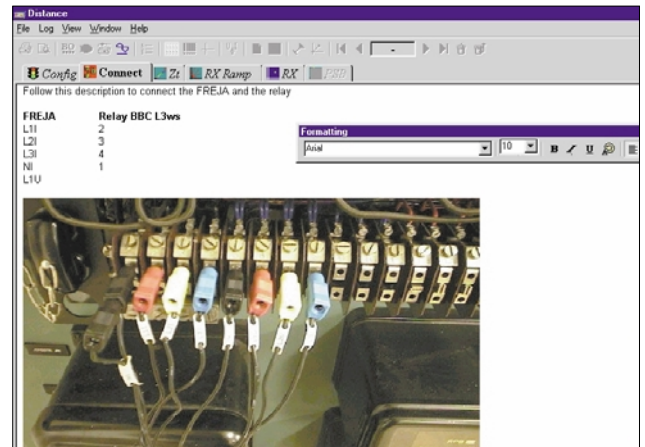 Distance
File Log View Window Help
Config Connect Zt RX Ramp RX PSB
Follow this description to connect the FREJA and the relay
FREJA Relay BBC L3ws
L1I 2
L2I 3
L3I 4
NI 1
L1U
Formatting
Arial 10 B U